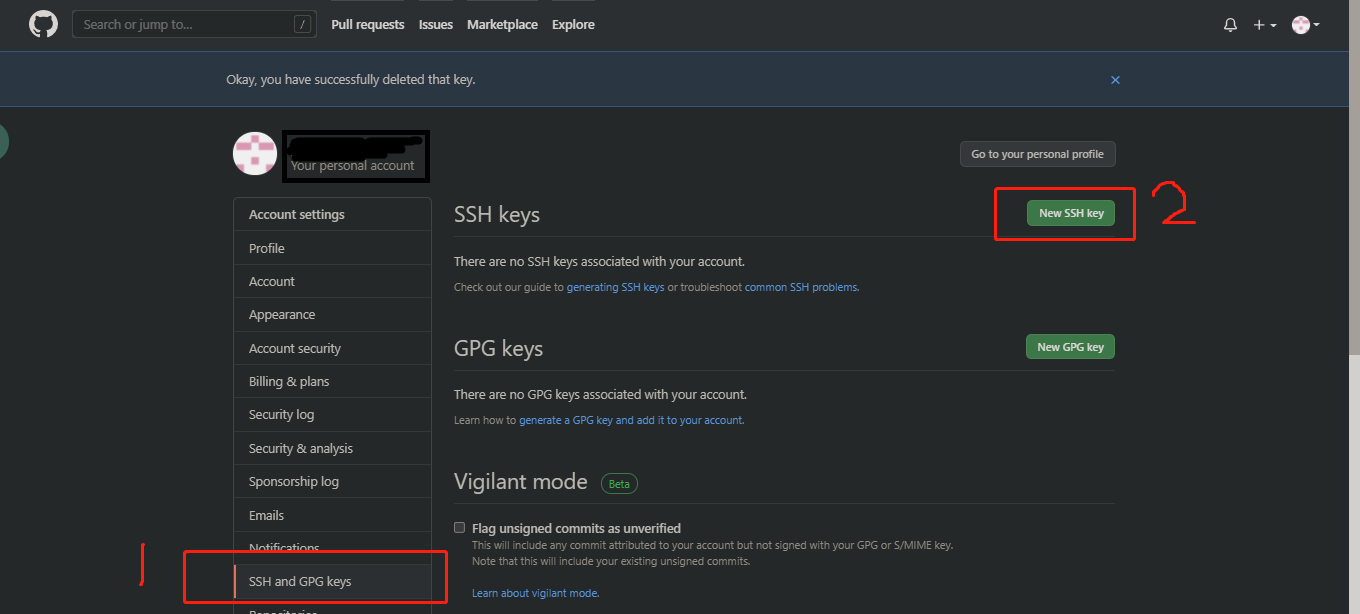 Search or jump to... /
Pull requests Issues Marketplace Explore
Okay, you have successfully deleted that key.
Your personal account
Go to your personal profile
Account settings
Profile
Account
Appearance
Account security
Billing & plans
Security log
Security & analysis
Sponsorship log
Emails
Notifications
1
SSH and GPG keys
Repositories
SSH keys
New SSH key
2
There are no SSH keys associated with your account.
Check out our guide to generating SSH keys or troubleshoot common SSH problems.
GPG keys
New GPG key
There are no GPG keys associated with your account.
Learn how to generate a GPG key and add it to your account.
Vigilant mode Beta
Flag unsigned commits as unverified
This will include any commit attributed to your account but not signed with your GPG or S/MIME key.
Note that this will include your existing unsigned commits.
Learn about vigilant mode.